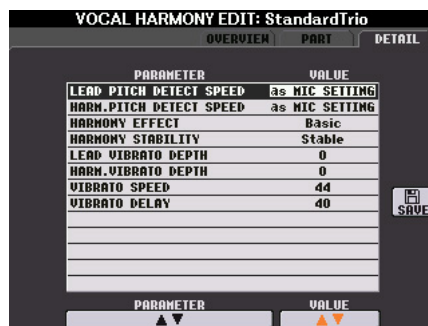 VOCAL HARMONY EDIT: StandardTrio
OVERVIEW PART DETAIL
PARAMETER VALUE
LEAD PITCH DETECT SPEED as MIC SETTING
HARM.PITCH DETECT SPEED as MIC SETTING
HARMONY EFFECT Basic
HARMONY STABILITY Stable
LEAD VIBRATO DEPTH 0
HARM.VIBRATO DEPTH 0
VIBRATO SPEED 44
VIBRATO DELAY 40
SAVE
PARAMETER VALUE